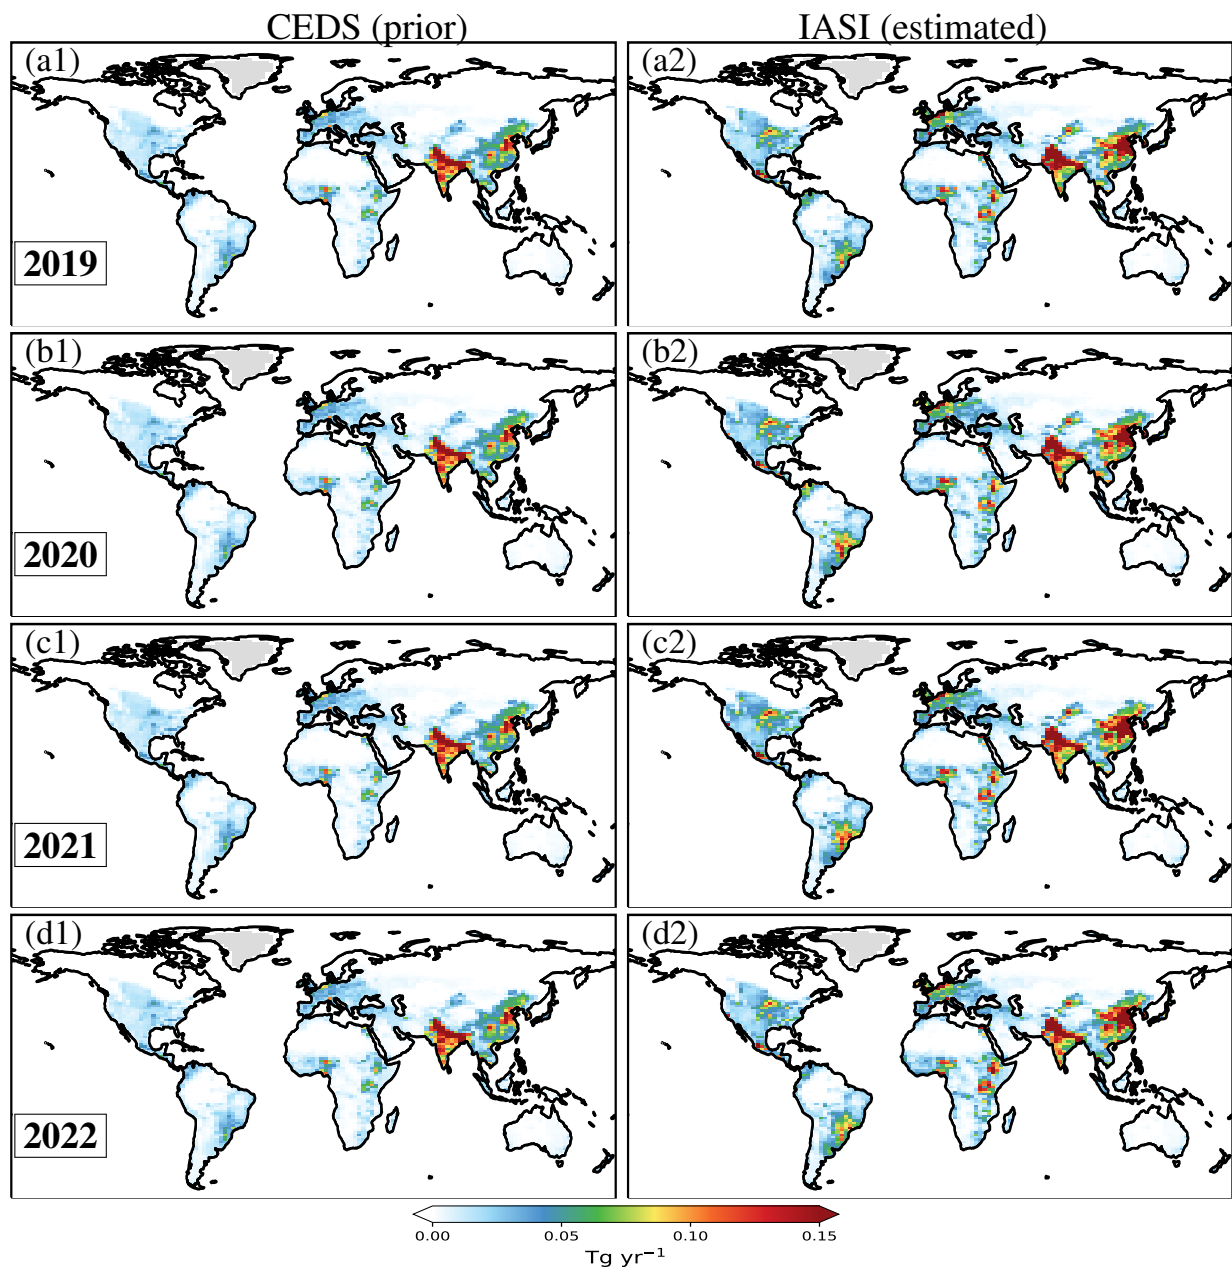 CEDS (prior) IASI (estimated)
(a1) (a2)
2019
(b1) (b2)
2020
(c1) (c2)
2021
(d1) (d2)
2022
0.00 0.05 0.10 0.15
Tg yr⁻¹